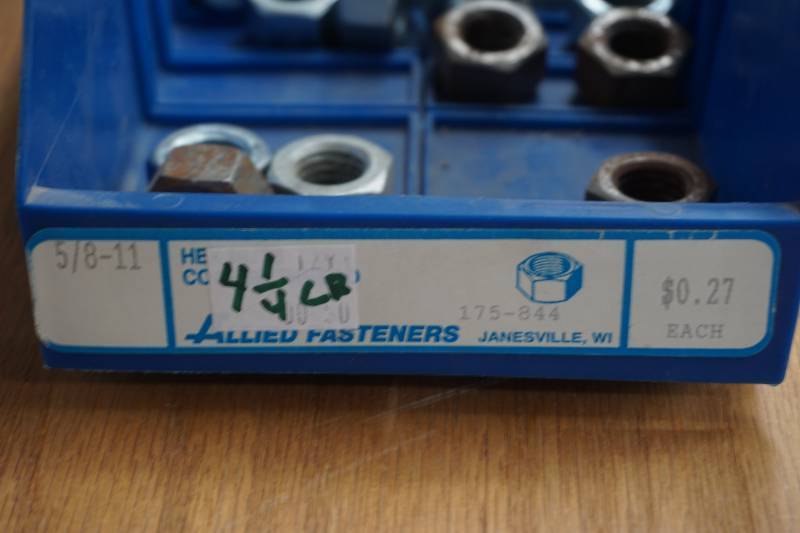 5/8-11
HE
CO
4 1/4 CR
175-844
ALLIED FASTENERS JANESVILLE, WI
$0.27
EACH